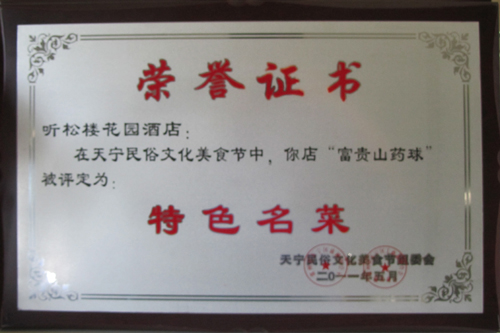 荣誉证书
听松楼花园酒店：
在天宁民俗文化美食节中，你店“富贵山药球”
被评定为：
特色名菜
天宁民俗文化美食节组委会
二〇一一年五月